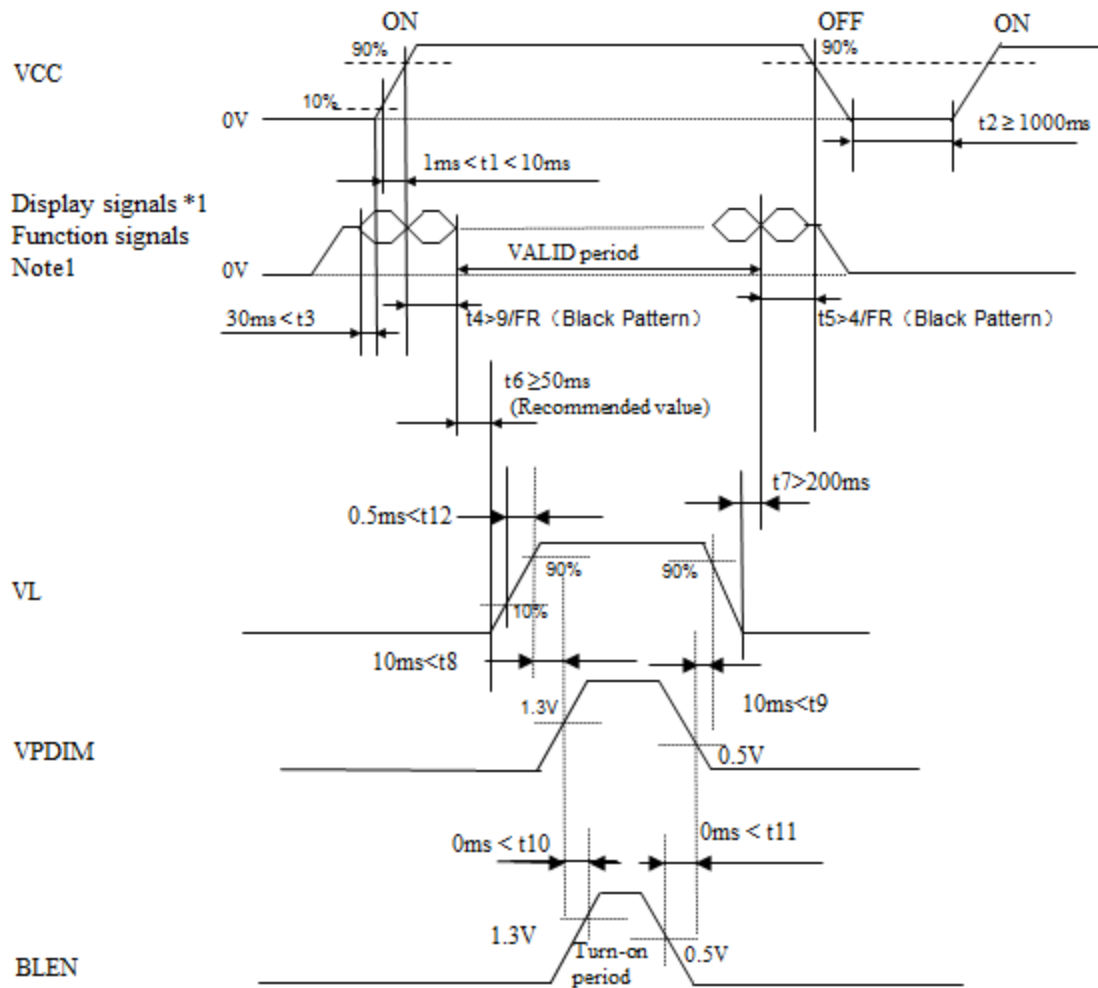 ON
OFF
ON
90%
90%
VCC
10%
0V
t2 ≥ 1000ms
1ms < t1 < 10ms
Display signals *1
Function signals
Note1
VALID period
0V
30ms < t3
t4>9/FR（Black Pattern）
t5>4/FR（Black Pattern）
t6 ≥50ms
(Recommended value)
t7>200ms
0.5ms<t12
90%
90%
VL
10%
10ms<t8
10ms<t9
1.3V
VPDIM
0.5V
0ms < t10
0ms < t11
1.3V
Turn-on
period
0.5V
BLEN